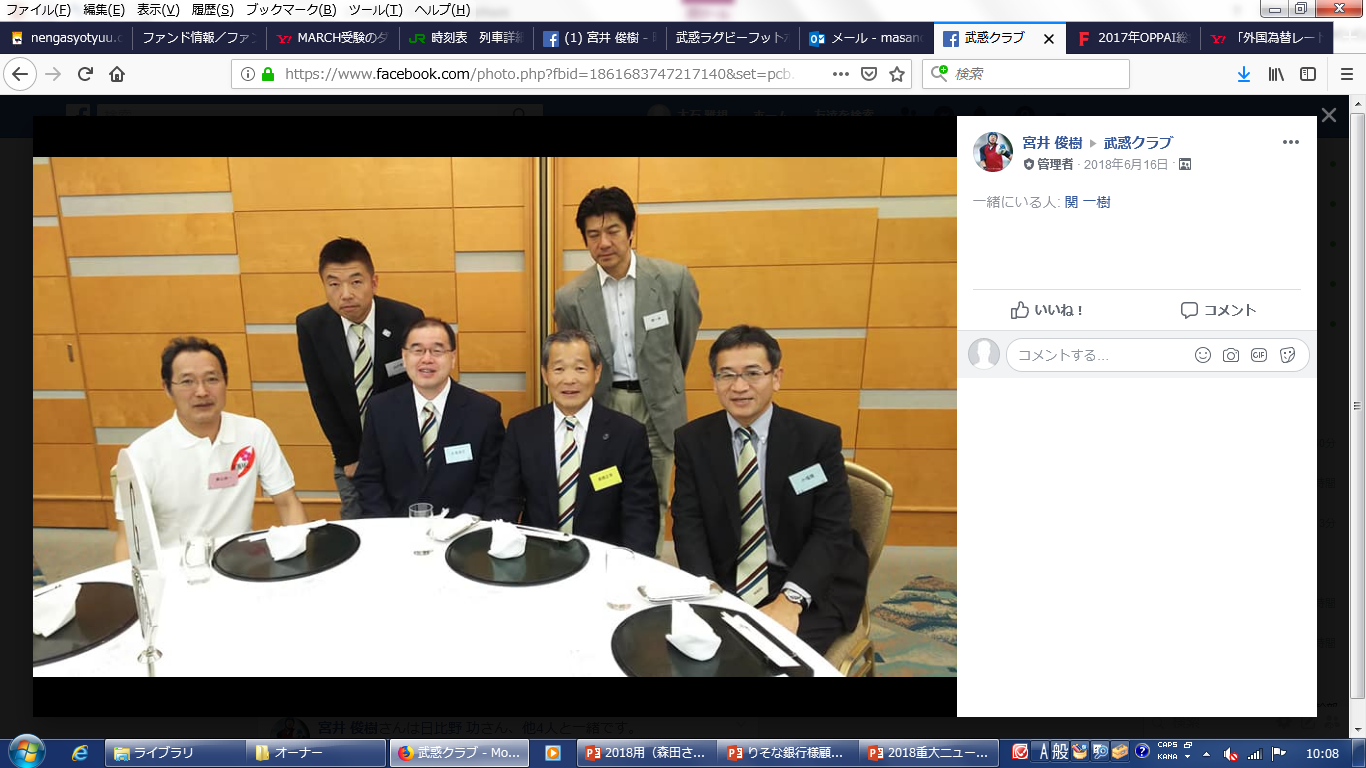 ファイル(F) 編集(E) 表示(V) 履歴(S) ブックマーク(B) ツール(T) ヘルプ(H)
nengasyotyuu.c ファンド情報／ファン MARCH受験のダ 時刻表 列車詳細 (1) 宮井 俊樹 - 武惑ラグビーフットボ メール - masan 武惑クラブ 2017年OPPAI総 「外国為替レート
https://www.facebook.com/photo.php?fbid=1861683747217140&set=pcb. 検索
宮井 俊樹 ▸ 武惑クラブ
管理者 · 2018年6月16日 ·
一緒にいる人: 関 一樹
いいね！ コメント
コメントする...
GIF
宮井 俊樹さんは日比野 功さん、他4人と一緒です。
ライブラリ オーナー 武惑クラブ - Mo... 2018用（森田さ... りそな銀行様顧... 2018重大ニュー... A 般 CAPS KANA 10:08